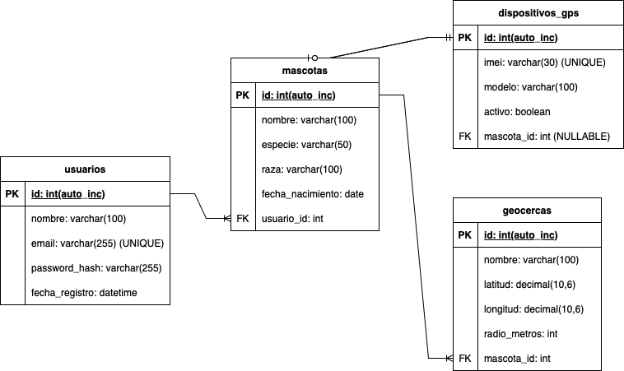 dispositivos_gps
PK id: int(auto_inc)
imei: varchar(30) (UNIQUE)
modelo: varchar(100)
activo: boolean
FK mascota_id: int (NULLABLE)
mascotas
PK id: int(auto_inc)
nombre: varchar(100)
especie: varchar(50)
raza: varchar(100)
fecha_nacimiento: date
FK usuario_id: int
usuarios
PK id: int(auto_inc)
nombre: varchar(100)
email: varchar(255) (UNIQUE)
password_hash: varchar(255)
fecha_registro: datetime
geocercas
PK id: int(auto_inc)
nombre: varchar(100)
latitud: decimal(10,6)
longitud: decimal(10,6)
radio_metros: int
FK mascota_id: int